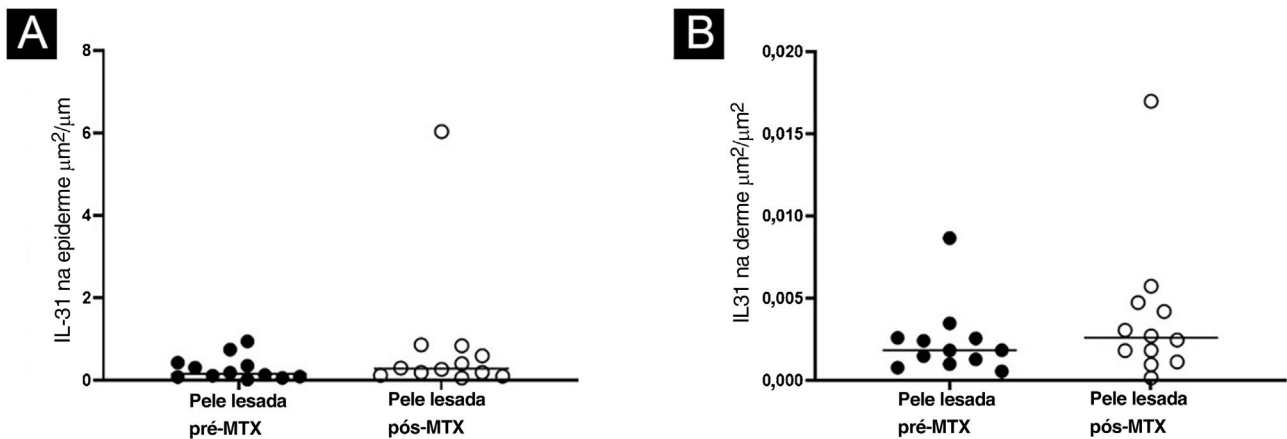 A
8
6
4
2
0
IL-31 na epiderme μm²/μm
Pele lesada
pré-MTX
Pele lesada
pós-MTX
B
0,020
0,015
0,010
0,005
0,000
IL31 na derme μm²/μm²
Pele lesada
pré-MTX
Pele lesada
pós-MTX